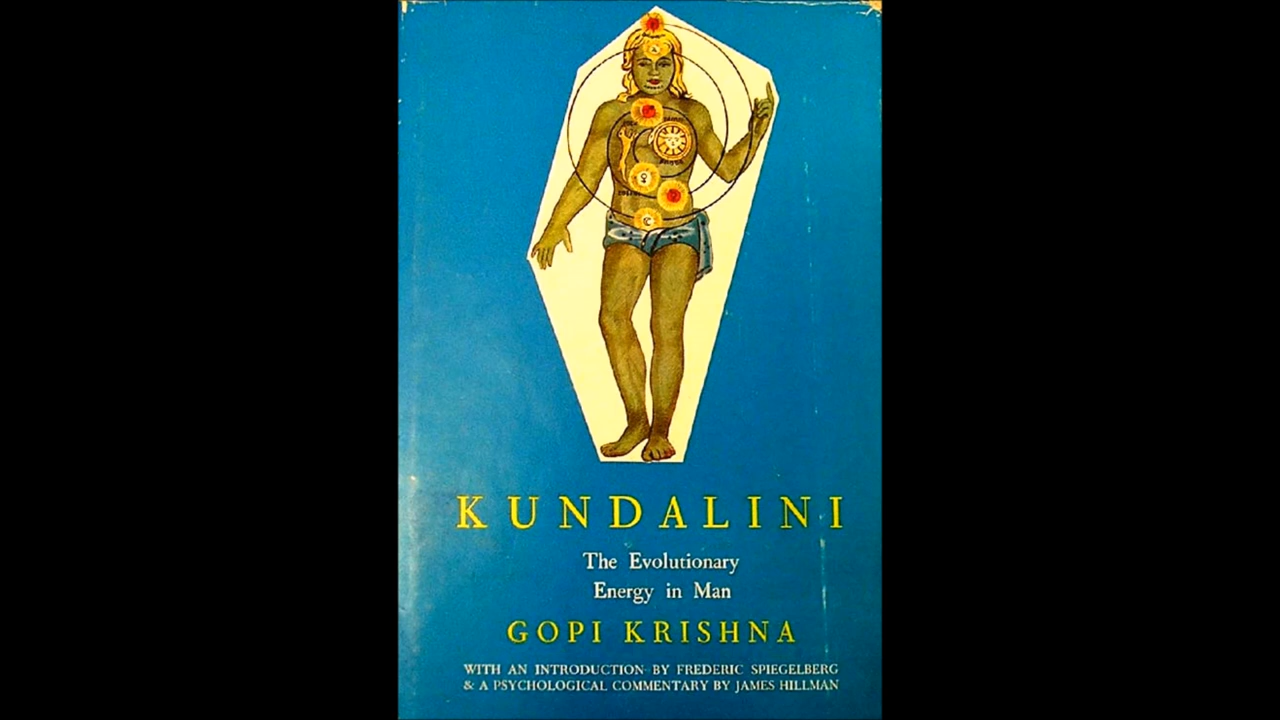 KUNDALINI
The Evolutionary
Energy in Man
GOPI KRISHNA
WITH AN INTRODUCTION BY FREDERIC SPIEGELBERG
& A PSYCHOLOGICAL COMMENTARY BY JAMES HILLMAN